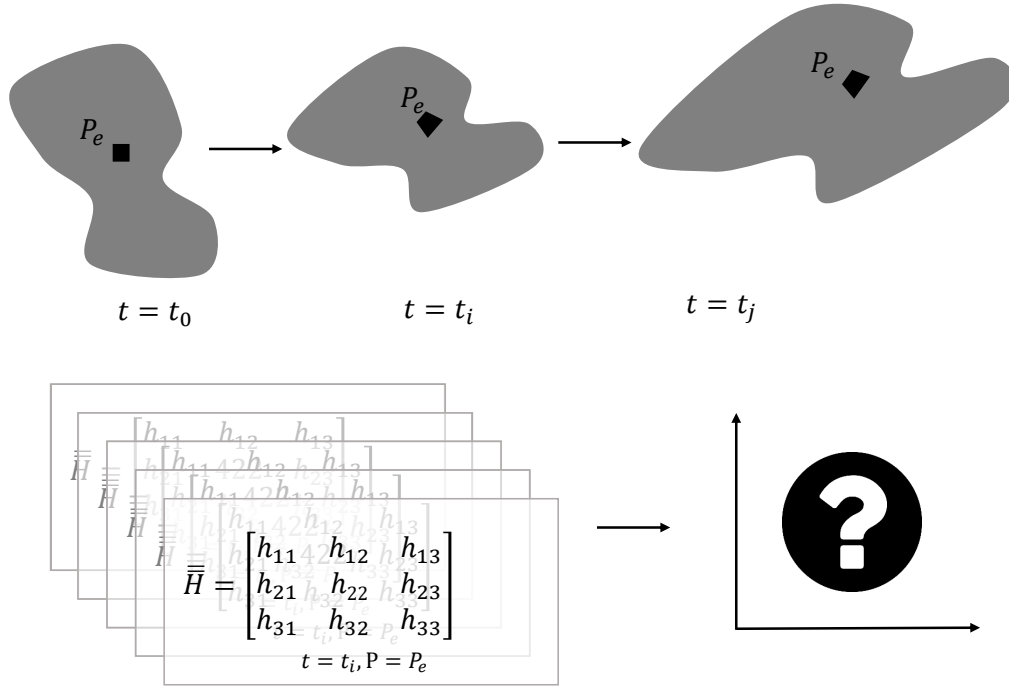 P_e P_e P_e
t = t_0 t = t_i t = t_j
H̿ = [h_11 h_12 h_13
h_21 h_22 h_23
h_31 h_32 h_33]
t = t_i, P = P_e
?